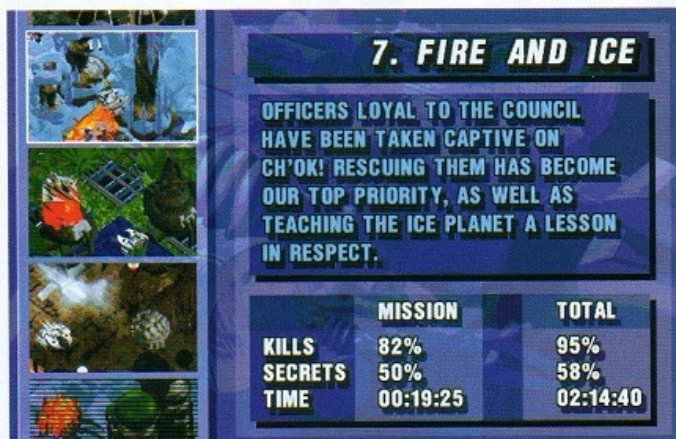 7. FIRE AND ICE
OFFICERS LOYAL TO THE COUNCIL
HAVE BEEN TAKEN CAPTIVE ON
CH'OK! RESCUING THEM HAS BECOME
OUR TOP PRIORITY, AS WELL AS
TEACHING THE ICE PLANET A LESSON
IN RESPECT.
MISSION TOTAL
KILLS 82% 95%
SECRETS 50% 58%
TIME 00:19:25 02:14:40